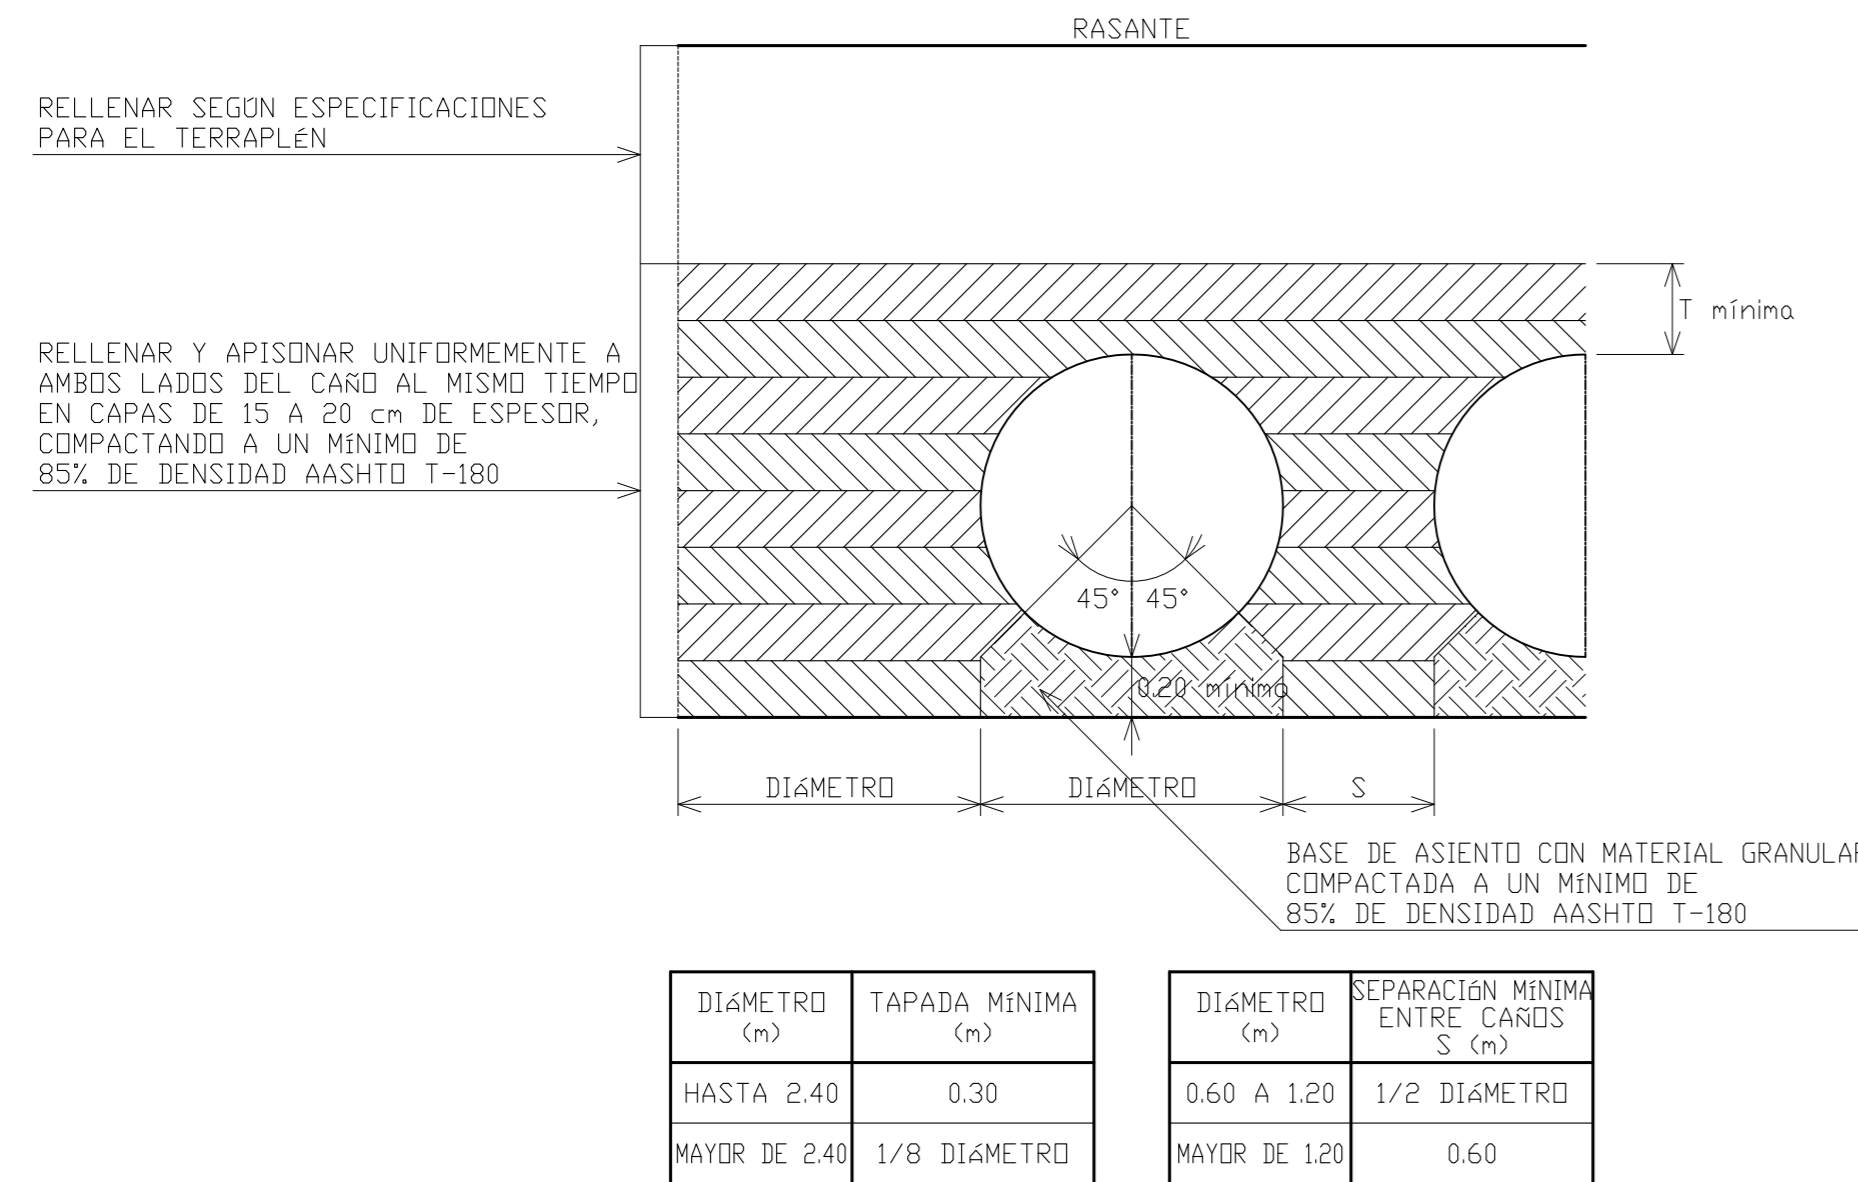 RASANTE
RELLENAR SEGÚN ESPECIFICACIONES
PARA EL TERRAPLÉN
T mínima
RELLENAR Y APISONAR UNIFORMEMENTE A
AMBOS LADOS DEL CAÑO AL MISMO TIEMPO
EN CAPAS DE 15 A 20 cm DE ESPESOR,
COMPACTANDO A UN MÍNIMO DE
85% DE DENSIDAD AASHTO T-180
45° 45°
0.20 mínimo
DIÁMETRO DIÁMETRO S
BASE DE ASIENTO CON MATERIAL GRANULAR
COMPACTADA A UN MÍNIMO DE
85% DE DENSIDAD AASHTO T-180
DIÁMETRO
(m)
TAPADA MÍNIMA
(m)
HASTA 2.40 0.30
MAYOR DE 2.40 1/8 DIÁMETRO
DIÁMETRO
(m)
SEPARACIÓN MÍNIMA
ENTRE CAÑOS
S (m)
0.60 A 1.20 1/2 DIÁMETRO
MAYOR DE 1.20 0.60